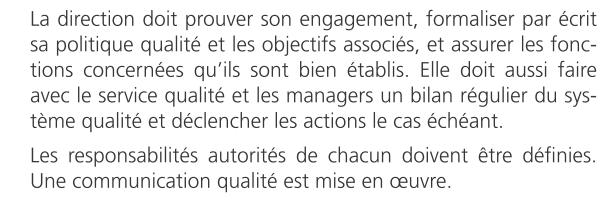 La direction doit prouver son engagement, formaliser par écrit
sa politique qualité et les objectifs associés, et assurer les fonc-
tions concernées qu’ils sont bien établis. Elle doit aussi faire
avec le service qualité et les managers un bilan régulier du sys-
tème qualité et déclencher les actions le cas échéant.
Les responsabilités autorités de chacun doivent être définies.
Une communication qualité est mise en œuvre.